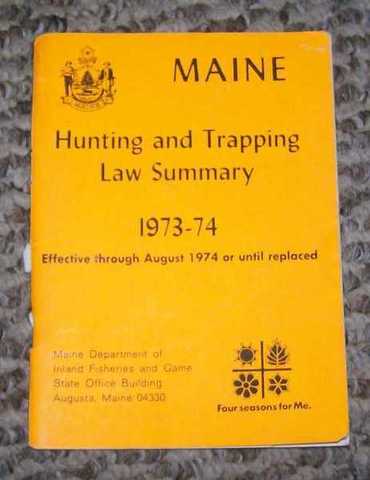 MAINE
Hunting and Trapping
Law Summary
1973-74
Effective through August 1974 or until replaced
Maine Department of
Inland Fisheries and Game
State Office Building
Augusta, Maine 04330
Four seasons for Me.